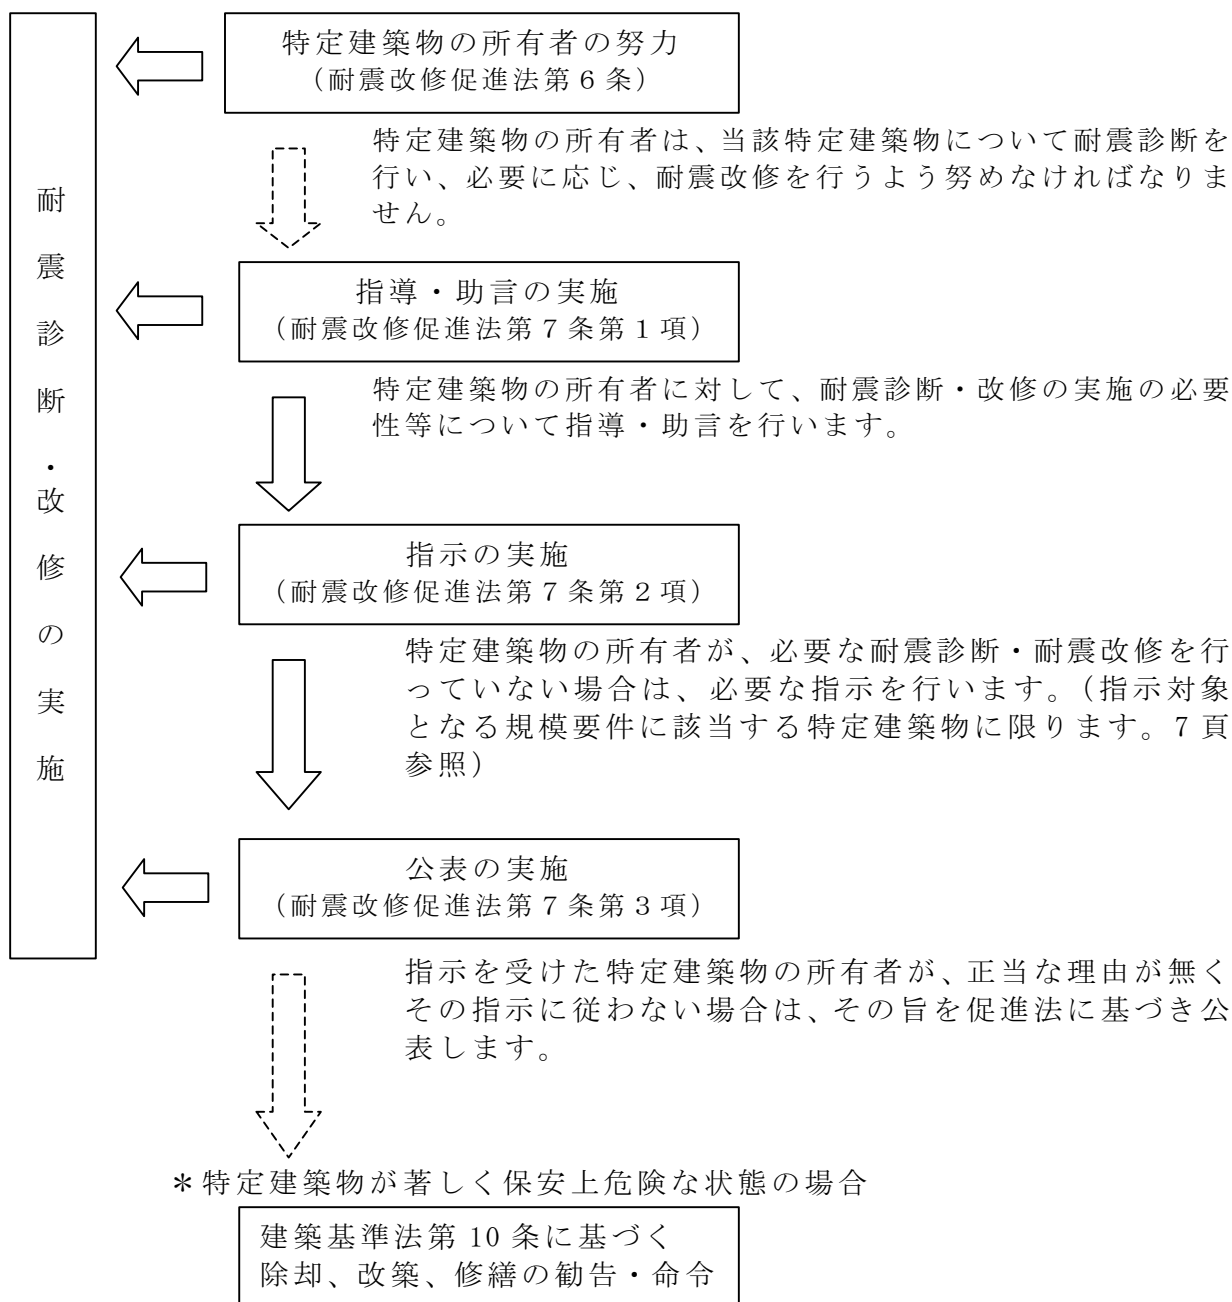 耐震診断・改修の実施
特定建築物の所有者の努力
（耐震改修促進法第６条）
特定建築物の所有者は、当該特定建築物について耐震診断を
行い、必要に応じ、耐震改修を行うよう努めなければなりま
せん。
指導・助言の実施
（耐震改修促進法第７条第１項）
特定建築物の所有者に対して、耐震診断・改修の実施の必要
性等について指導・助言を行います。
指示の実施
（耐震改修促進法第７条第２項）
特定建築物の所有者が、必要な耐震診断・耐震改修を行
っていない場合は、必要な指示を行います。（指示対象
となる規模要件に該当する特定建築物に限ります。７頁
参照）
公表の実施
（耐震改修促進法第７条第３項）
指示を受けた特定建築物の所有者が、正当な理由が無く
その指示に従わない場合は、その旨を促進法に基づき公
表します。
＊特定建築物が著しく保安上危険な状態の場合
建築基準法第 10 条に基づく
除却、改築、修繕の勧告・命令